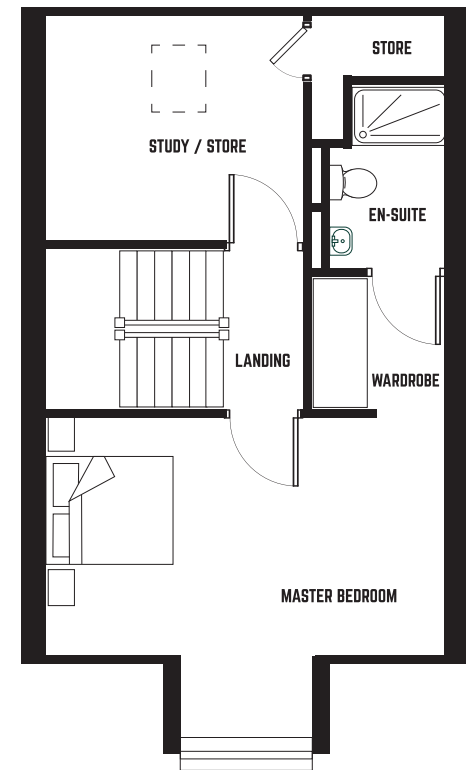 STORE
STUDY / STORE
EN-SUITE
LANDING
WARDROBE
MASTER BEDROOM